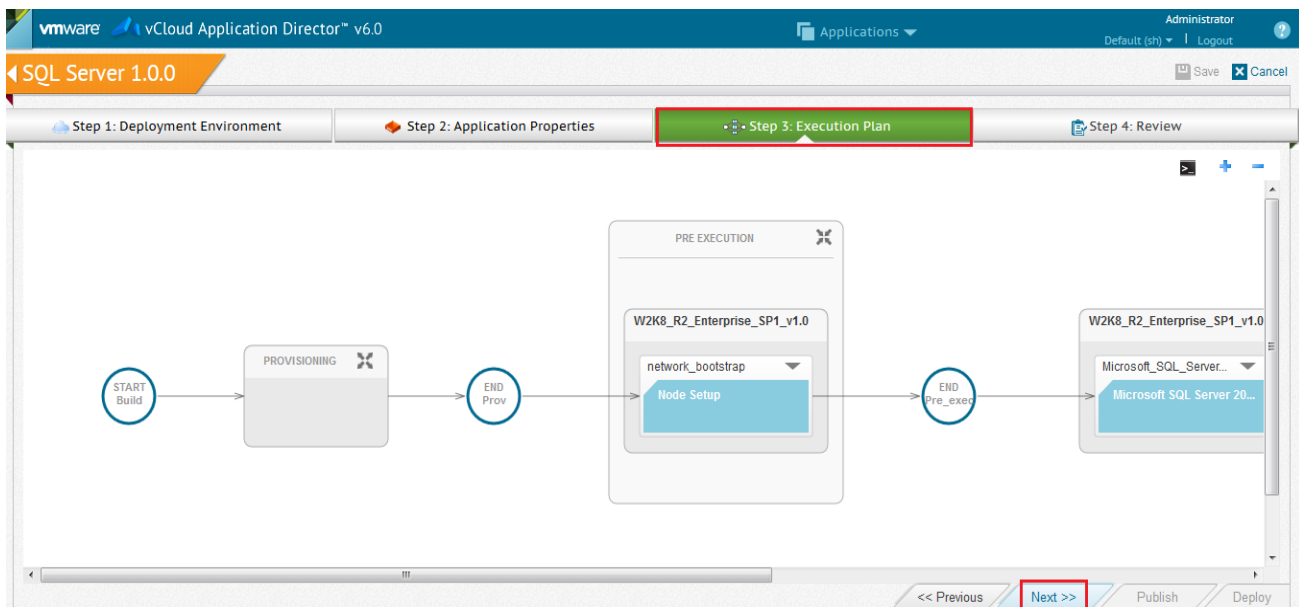 vmware vCloud Application Director™ v6.0
Applications
Administrator
Default (sh) | Logout
?
SQL Server 1.0.0
Save
Cancel
Step 1: Deployment Environment
Step 2: Application Properties
Step 3: Execution Plan
Step 4: Review
START
Build
PROVISIONING
END
Prov
PRE EXECUTION
W2K8_R2_Enterprise_SP1_v1.0
network_bootstrap
Node Setup
END
Pre_exec
W2K8_R2_Enterprise_SP1_v1.0
Microsoft_SQL_Server...
Microsoft SQL Server 20...
<< Previous
Next >>
Publish
Deploy